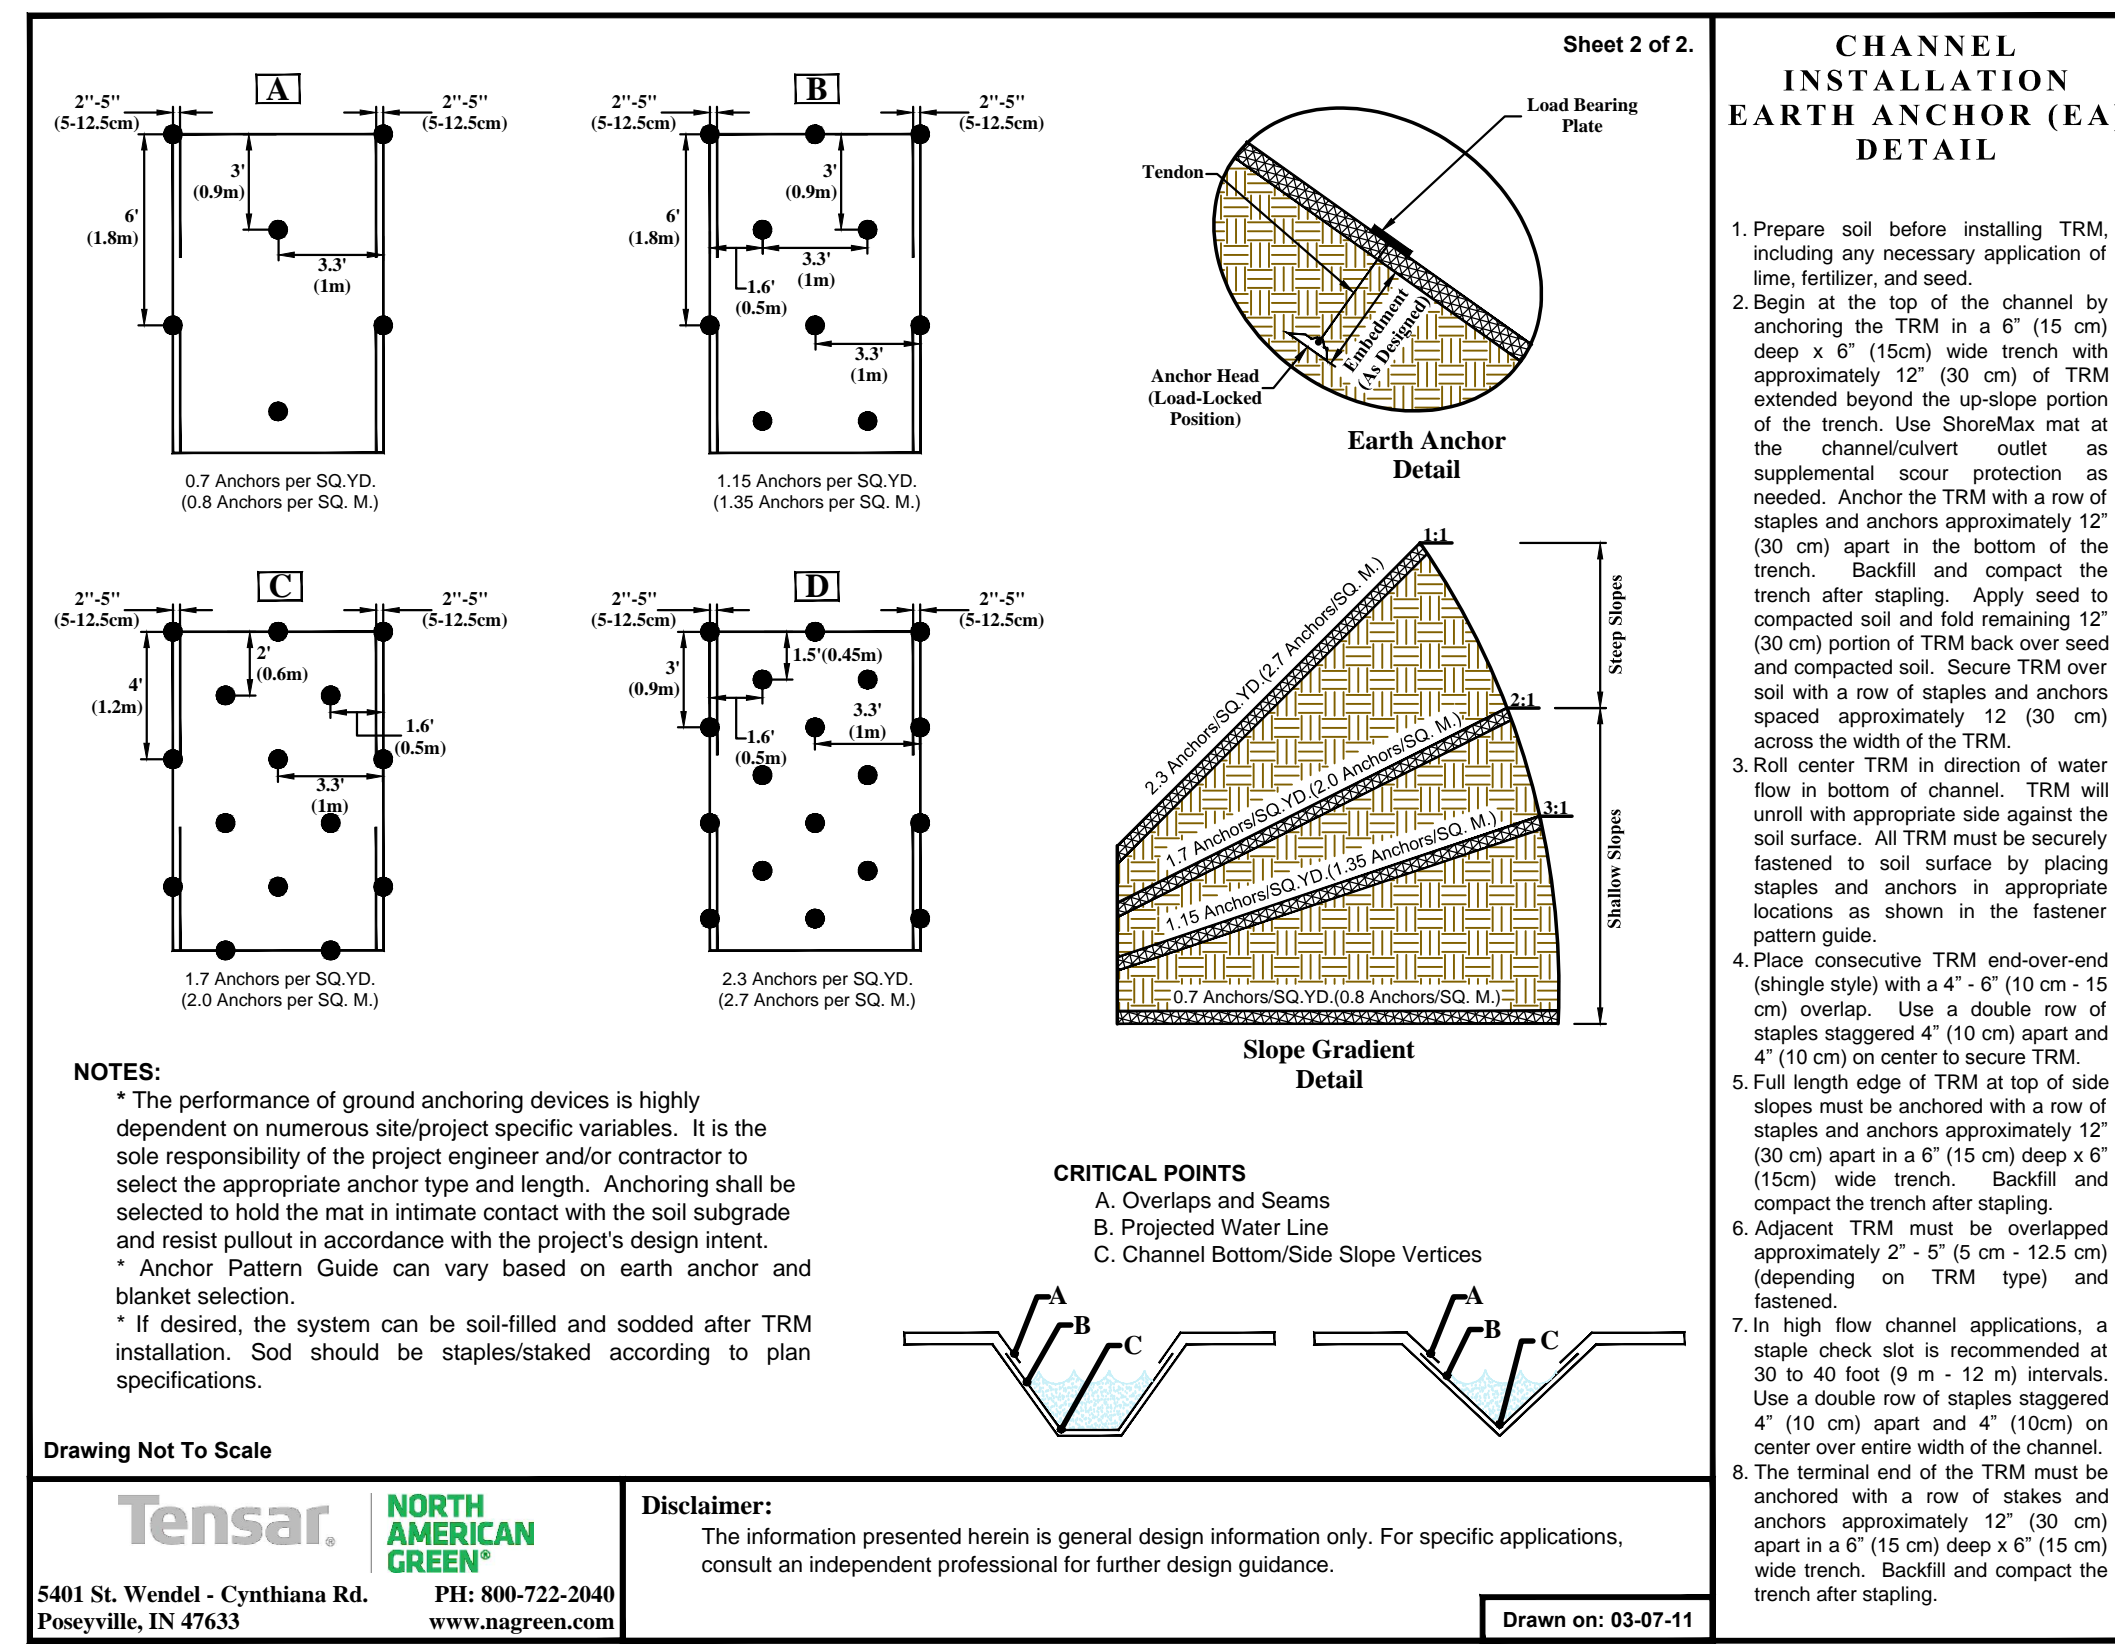 Sheet 2 of 2.
A
2"-5"
(5-12.5cm)
2"-5"
(5-12.5cm)
3'
(0.9m)
6'
(1.8m)
3.3'
(1m)
0.7 Anchors per SQ.YD.
(0.8 Anchors per SQ. M.)
B
2"-5"
(5-12.5cm)
2"-5"
(5-12.5cm)
3'
(0.9m)
6'
(1.8m)
3.3'
(1m)
1.6'
(0.5m)
3.3'
(1m)
1.15 Anchors per SQ.YD.
(1.35 Anchors per SQ. M.)
Load Bearing
Plate
Tendon
Embedment
(As Designed)
Anchor Head
(Load-Locked
Position)
Earth Anchor
Detail
C
2"-5"
(5-12.5cm)
2"-5"
(5-12.5cm)
2'
(0.6m)
4'
(1.2m)
1.6'
(0.5m)
3.3'
(1m)
1.7 Anchors per SQ.YD.
(2.0 Anchors per SQ. M.)
D
2"-5"
(5-12.5cm)
2"-5"
(5-12.5cm)
1.5'(0.45m)
3'
(0.9m)
3.3'
(1m)
1.6'
(0.5m)
2.3 Anchors per SQ.YD.
(2.7 Anchors per SQ. M.)
1:1
2.3 Anchors/SQ.YD.(2.7 Anchors/SQ. M.)
Steep Slopes
2:1
1.7 Anchors/SQ.YD.(2.0 Anchors/SQ. M.)
3:1
1.15 Anchors/SQ.YD.(1.35 Anchors/SQ. M.)
Shallow Slopes
0.7 Anchors/SQ.YD.(0.8 Anchors/SQ. M.)
Slope Gradient
Detail
NOTES:
* The performance of ground anchoring devices is highly
dependent on numerous site/project specific variables. It is the
sole responsibility of the project engineer and/or contractor to
select the appropriate anchor type and length. Anchoring shall be
selected to hold the mat in intimate contact with the soil subgrade
and resist pullout in accordance with the project's design intent.
* Anchor Pattern Guide can vary based on earth anchor and
blanket selection.
* If desired, the system can be soil-filled and sodded after TRM
installation. Sod should be staples/staked according to plan
specifications.
CRITICAL POINTS
A. Overlaps and Seams
B. Projected Water Line
C. Channel Bottom/Side Slope Vertices
A
B
C
A
B
C
Drawing Not To Scale
Tensar®
NORTH
AMERICAN
GREEN®
5401 St. Wendel - Cynthiana Rd.
Poseyville, IN 47633
PH: 800-722-2040
www.nagreen.com
Disclaimer:
The information presented herein is general design information only. For specific applications,
consult an independent professional for further design guidance.
Drawn on: 03-07-11
CHANNEL
INSTALLATION
EARTH ANCHOR (EA)
DETAIL
1. Prepare soil before installing TRM,
including any necessary application of
lime, fertilizer, and seed.
2. Begin at the top of the channel by
anchoring the TRM in a 6” (15 cm)
deep x 6” (15cm) wide trench with
approximately 12” (30 cm) of TRM
extended beyond the up-slope portion
of the trench. Use ShoreMax mat at
the channel/culvert outlet as
supplemental scour protection as
needed. Anchor the TRM with a row of
staples and anchors approximately 12”
(30 cm) apart in the bottom of the
trench. Backfill and compact the
trench after stapling. Apply seed to
compacted soil and fold remaining 12”
(30 cm) portion of TRM back over seed
and compacted soil. Secure TRM over
soil with a row of staples and anchors
spaced approximately 12 (30 cm)
across the width of the TRM.
3. Roll center TRM in direction of water
flow in bottom of channel. TRM will
unroll with appropriate side against the
soil surface. All TRM must be securely
fastened to soil surface by placing
staples and anchors in appropriate
locations as shown in the fastener
pattern guide.
4. Place consecutive TRM end-over-end
(shingle style) with a 4” - 6” (10 cm - 15
cm) overlap. Use a double row of
staples staggered 4” (10 cm) apart and
4” (10 cm) on center to secure TRM.
5. Full length edge of TRM at top of side
slopes must be anchored with a row of
staples and anchors approximately 12”
(30 cm) apart in a 6” (15 cm) deep x 6”
(15cm) wide trench. Backfill and
compact the trench after stapling.
6. Adjacent TRM must be overlapped
approximately 2” - 5” (5 cm - 12.5 cm)
(depending on TRM type) and
fastened.
7. In high flow channel applications, a
staple check slot is recommended at
30 to 40 foot (9 m - 12 m) intervals.
Use a double row of staples staggered
4” (10 cm) apart and 4” (10cm) on
center over entire width of the channel.
8. The terminal end of the TRM must be
anchored with a row of stakes and
anchors approximately 12” (30 cm)
apart in a 6” (15 cm) deep x 6” (15 cm)
wide trench. Backfill and compact the
trench after stapling.